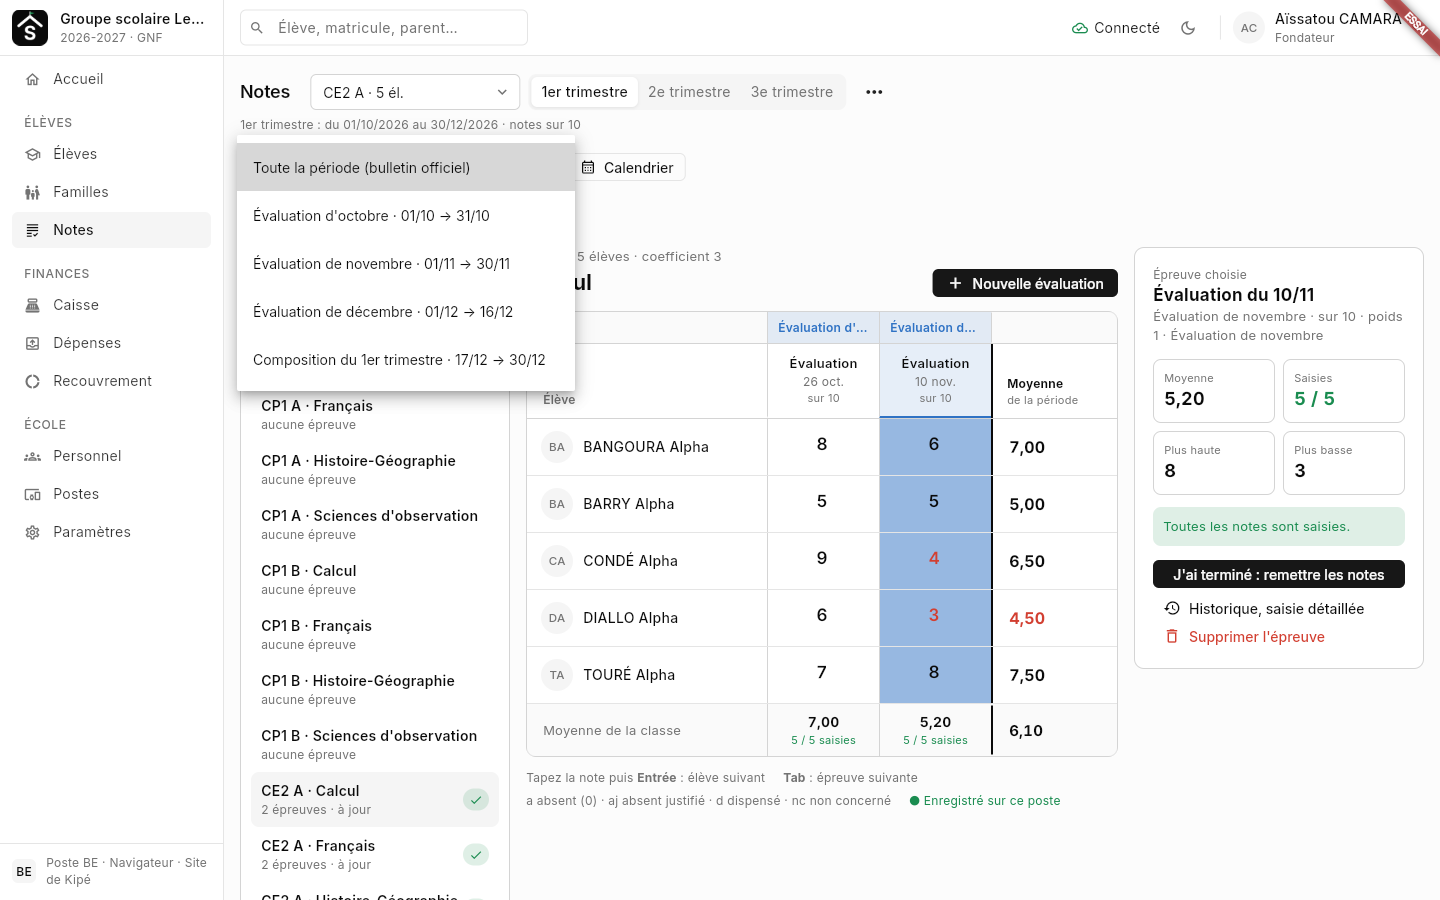 Groupe scolaire Le...
2026-2027 · GNF
Élève, matricule, parent...
Connecté
AC
Aïssatou CAMARA
Fondateur
ESSAI
Accueil
ÉLÈVES
Élèves
Familles
Notes
FINANCES
Caisse
Dépenses
Recouvrement
ÉCOLE
Personnel
Postes
Paramètres
BE
Poste BE · Navigateur · Site
de Kipé
Notes
CE2 A · 5 él.
1er trimestre
2e trimestre
3e trimestre
1er trimestre : du 01/10/2026 au 30/12/2026 · notes sur 10
Toute la période (bulletin officiel)
Évaluation d'octobre · 01/10 → 31/10
Évaluation de novembre · 01/11 → 30/11
Évaluation de décembre · 01/12 → 16/12
Composition du 1er trimestre · 17/12 → 30/12
Calendrier
CP1 A · Français
aucune épreuve
CP1 A · Histoire-Géographie
aucune épreuve
CP1 A · Sciences d'observation
aucune épreuve
CP1 B · Calcul
aucune épreuve
CP1 B · Français
aucune épreuve
CP1 B · Histoire-Géographie
aucune épreuve
CP1 B · Sciences d'observation
aucune épreuve
CE2 A · Calcul
2 épreuves · à jour
CE2 A · Français
2 épreuves · à jour
CE2 A · Histoire-Géographie
5 élèves · coefficient 3
ul
Nouvelle évaluation
Évaluation d'...
Évaluation d...
Élève
Évaluation
26 oct.
sur 10
Évaluation
10 nov.
sur 10
Moyenne
de la période
BA BANGOURA Alpha 8 6 7,00
BA BARRY Alpha 5 5 5,00
CA CONDÉ Alpha 9 4 6,50
DA DIALLO Alpha 6 3 4,50
TA TOURÉ Alpha 7 8 7,50
Moyenne de la classe
7,00
5 / 5 saisies
5,20
5 / 5 saisies
6,10
Tapez la note puis Entrée : élève suivant Tab : épreuve suivante
a absent (0) · aj absent justifié · d dispensé · nc non concerné
Enregistré sur ce poste
Épreuve choisie
Évaluation du 10/11
Évaluation de novembre · sur 10 · poids
1 · Évaluation de novembre
Moyenne
5,20
Saisies
5 / 5
Plus haute
8
Plus basse
3
Toutes les notes sont saisies.
J'ai terminé : remettre les notes
Historique, saisie détaillée
Supprimer l'épreuve